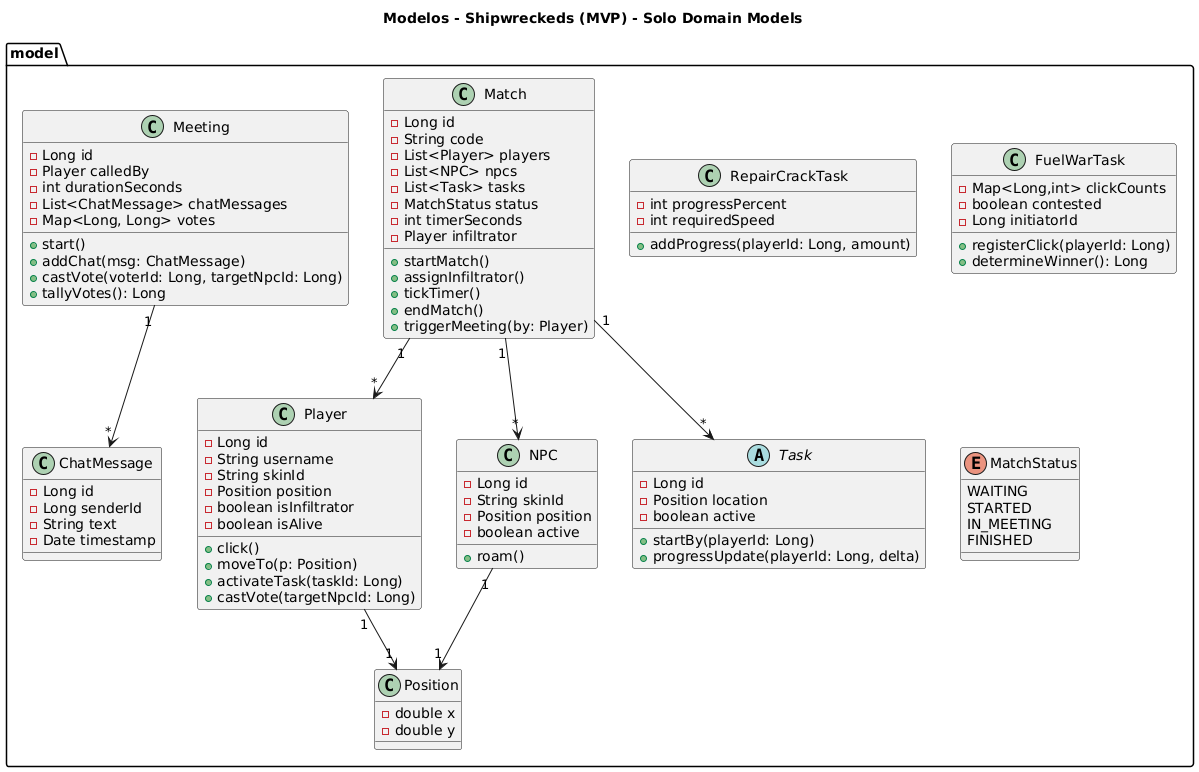 Modelos - Shipwreckeds (MVP) - Solo Domain Models
model
C Meeting
Long id
Player calledBy
int durationSeconds
List<ChatMessage> chatMessages
Map<Long, Long> votes
start()
addChat(msg: ChatMessage)
castVote(voterId: Long, targetNpcId: Long)
tallyVotes(): Long
C Match
Long id
String code
List<Player> players
List<NPC> npcs
List<Task> tasks
MatchStatus status
int timerSeconds
Player infiltrator
startMatch()
assignInfiltrator()
tickTimer()
endMatch()
triggerMeeting(by: Player)
C RepairCrackTask
int progressPercent
int requiredSpeed
addProgress(playerId: Long, amount)
C FuelWarTask
Map<Long,int> clickCounts
boolean contested
Long initiatorId
registerClick(playerId: Long)
determineWinner(): Long
1
*
1
*
1
*
1
*
C ChatMessage
Long id
Long senderId
String text
Date timestamp
C Player
Long id
String username
String skinId
Position position
boolean isInfiltrator
boolean isAlive
click()
moveTo(p: Position)
activateTask(taskId: Long)
castVote(targetNpcId: Long)
C NPC
Long id
String skinId
Position position
boolean active
roam()
A Task
Long id
Position location
boolean active
startBy(playerId: Long)
progressUpdate(playerId: Long, delta)
E MatchStatus
WAITING
STARTED
IN_MEETING
FINISHED
1
1
1
1
C Position
double x
double y